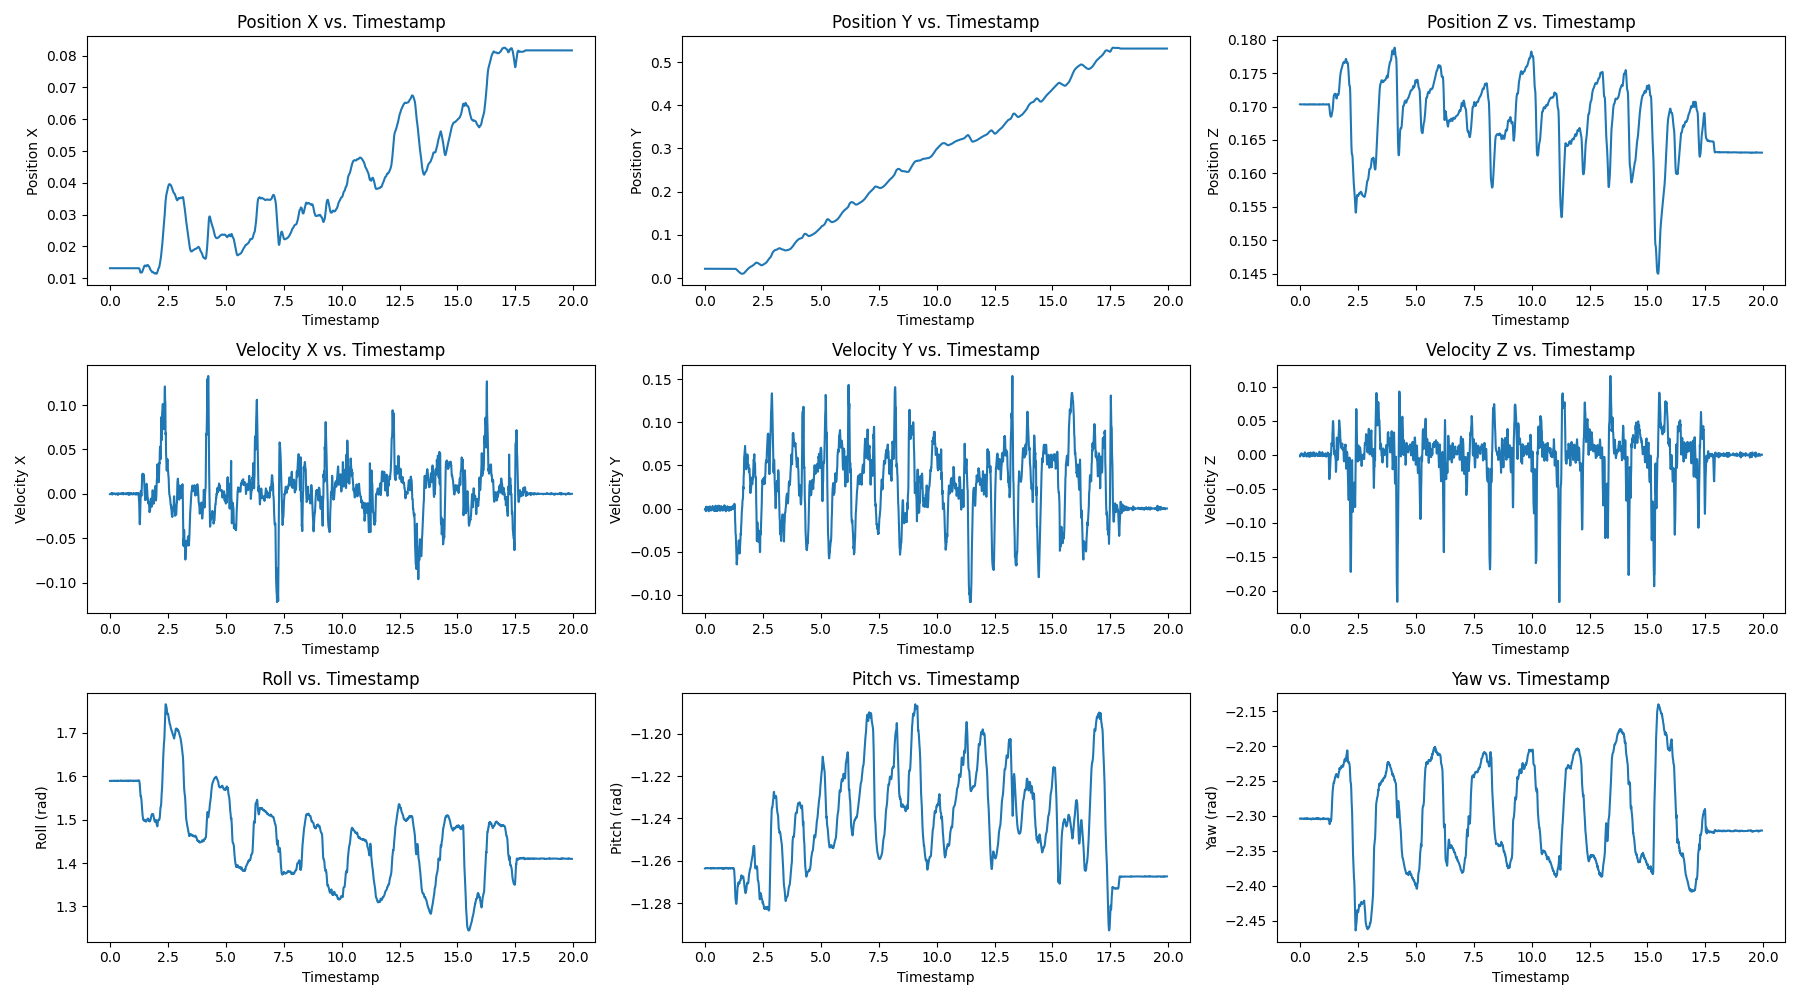 Position X vs. Timestamp
Position X
0.08
0.07
0.06
0.05
0.04
0.03
0.02
0.01
0.0 2.5 5.0 7.5 10.0 12.5 15.0 17.5 20.0
Timestamp
Position Y vs. Timestamp
Position Y
0.5
0.4
0.3
0.2
0.1
0.0
0.0 2.5 5.0 7.5 10.0 12.5 15.0 17.5 20.0
Timestamp
Position Z vs. Timestamp
Position Z
0.180
0.175
0.170
0.165
0.160
0.155
0.150
0.145
0.0 2.5 5.0 7.5 10.0 12.5 15.0 17.5 20.0
Timestamp
Velocity X vs. Timestamp
Velocity X
0.10
0.05
0.00
−0.05
−0.10
0.0 2.5 5.0 7.5 10.0 12.5 15.0 17.5 20.0
Timestamp
Velocity Y vs. Timestamp
Velocity Y
0.15
0.10
0.05
0.00
−0.05
−0.10
0.0 2.5 5.0 7.5 10.0 12.5 15.0 17.5 20.0
Timestamp
Velocity Z vs. Timestamp
Velocity Z
0.10
0.05
0.00
−0.05
−0.10
−0.15
−0.20
0.0 2.5 5.0 7.5 10.0 12.5 15.0 17.5 20.0
Timestamp
Roll vs. Timestamp
Roll (rad)
1.7
1.6
1.5
1.4
1.3
0.0 2.5 5.0 7.5 10.0 12.5 15.0 17.5 20.0
Timestamp
Pitch vs. Timestamp
Pitch (rad)
−1.20
−1.22
−1.24
−1.26
−1.28
0.0 2.5 5.0 7.5 10.0 12.5 15.0 17.5 20.0
Timestamp
Yaw vs. Timestamp
Yaw (rad)
−2.15
−2.20
−2.25
−2.30
−2.35
−2.40
−2.45
0.0 2.5 5.0 7.5 10.0 12.5 15.0 17.5 20.0
Timestamp